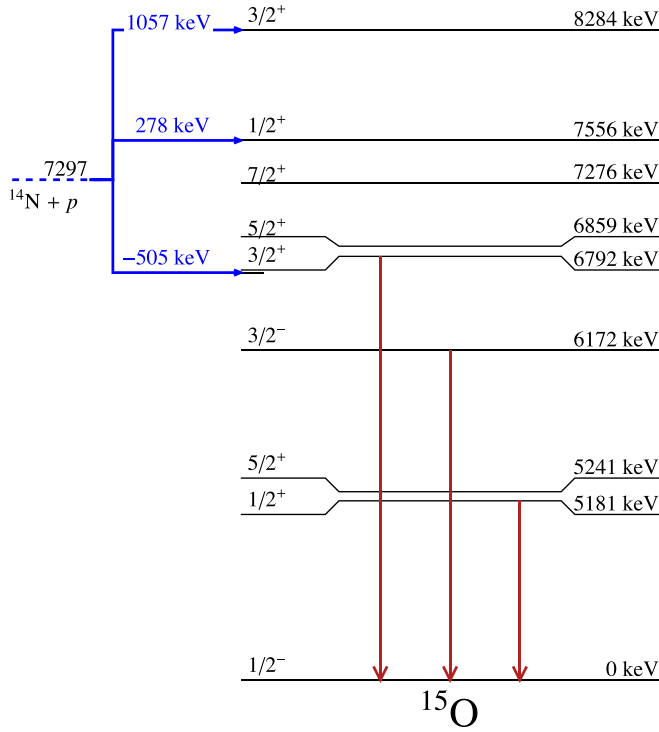 1057 keV 3/2⁺ 8284 keV
278 keV 1/2⁺ 7556 keV
7297 7/2⁺ 7276 keV
¹⁴N + p
5/2⁺ 6859 keV
−505 keV 3/2⁺ 6792 keV
3/2⁻ 6172 keV
5/2⁺ 5241 keV
1/2⁺ 5181 keV
1/2⁻ 0 keV
¹⁵O